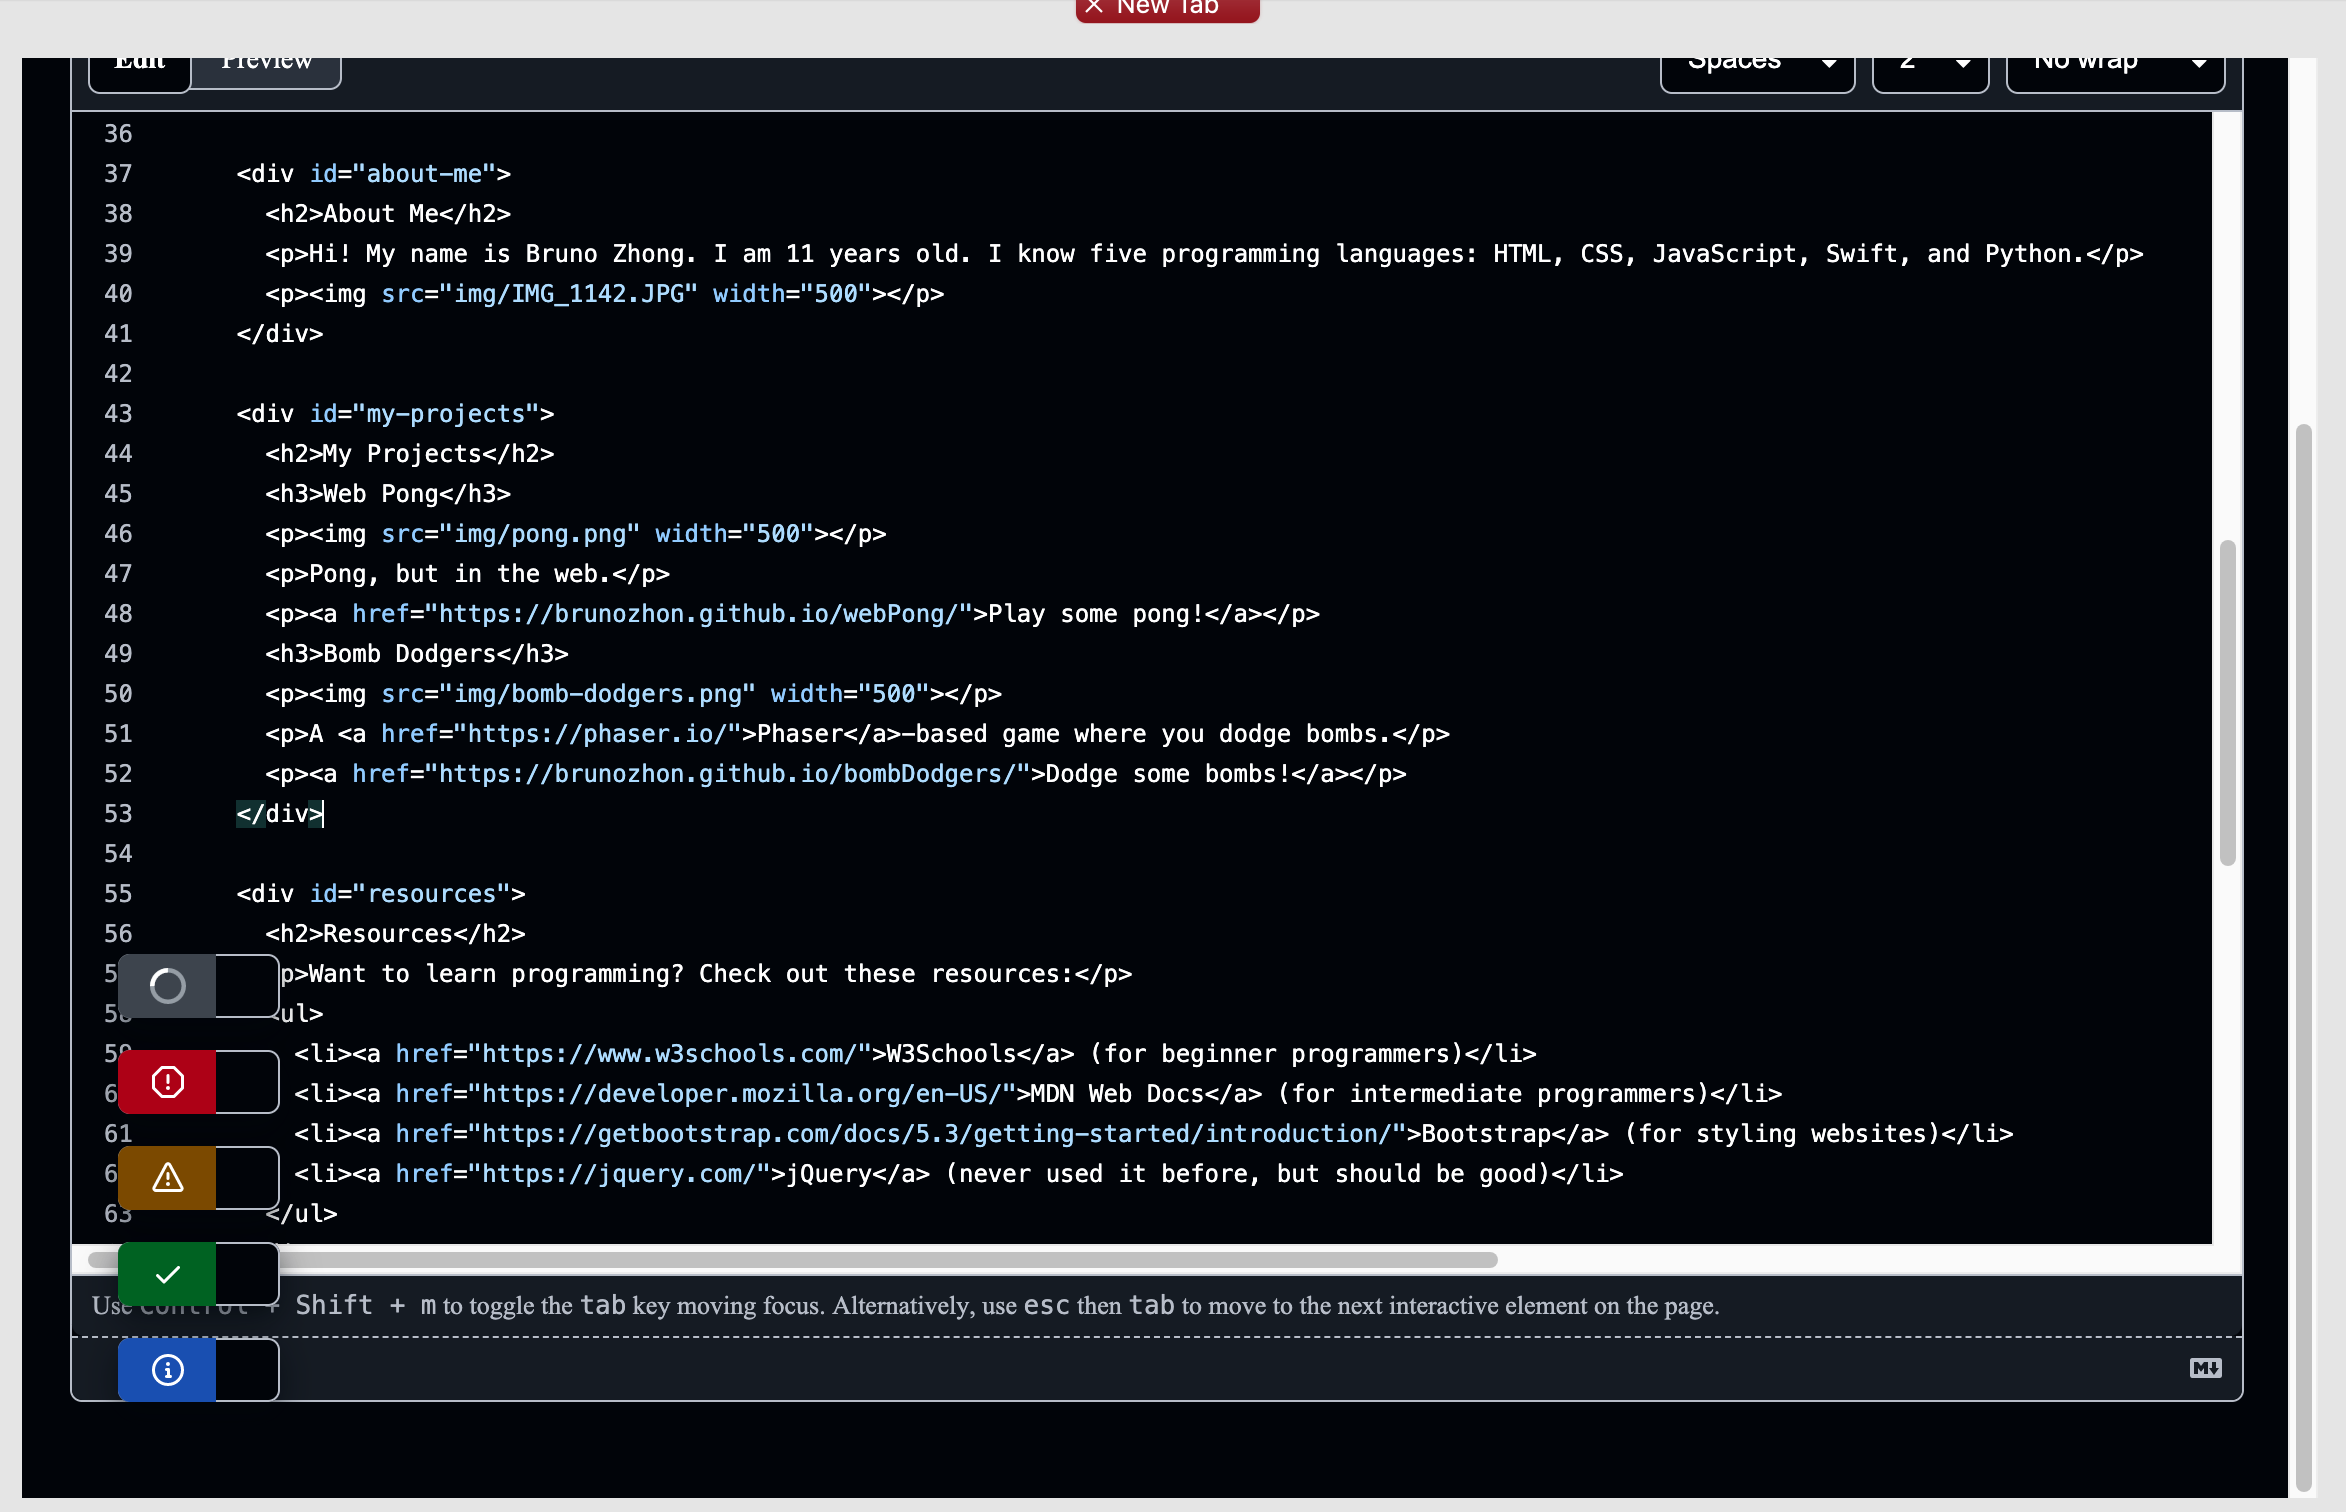 New Tab
Edit Preview Spaces 2 No wrap
36
37 <div id="about-me">
38 <h2>About Me</h2>
39 <p>Hi! My name is Bruno Zhong. I am 11 years old. I know five programming languages: HTML, CSS, JavaScript, Swift, and Python.</p>
40 <p><img src="img/IMG_1142.JPG" width="500"></p>
41 </div>
42
43 <div id="my-projects">
44 <h2>My Projects</h2>
45 <h3>Web Pong</h3>
46 <p><img src="img/pong.png" width="500"></p>
47 <p>Pong, but in the web.</p>
48 <p><a href="https://brunozhon.github.io/webPong/">Play some pong!</a></p>
49 <h3>Bomb Dodgers</h3>
50 <p><img src="img/bomb-dodgers.png" width="500"></p>
51 <p>A <a href="https://phaser.io/">Phaser</a>-based game where you dodge bombs.</p>
52 <p><a href="https://brunozhon.github.io/bombDodgers/">Dodge some bombs!</a></p>
53 </div>
54
55 <div id="resources">
56 <h2>Resources</h2>
5 p>Want to learn programming? Check out these resources:</p>
58 <ul>
59 <li><a href="https://www.w3schools.com/">W3Schools</a> (for beginner programmers)</li>
6 <li><a href="https://developer.mozilla.org/en-US/">MDN Web Docs</a> (for intermediate programmers)</li>
61 <li><a href="https://getbootstrap.com/docs/5.3/getting-started/introduction/">Bootstrap</a> (for styling websites)</li>
6 <li><a href="https://jquery.com/">jQuery</a> (never used it before, but should be good)</li>
63 </ul>
Use Control + Shift + m to toggle the tab key moving focus. Alternatively, use esc then tab to move to the next interactive element on the page.
M